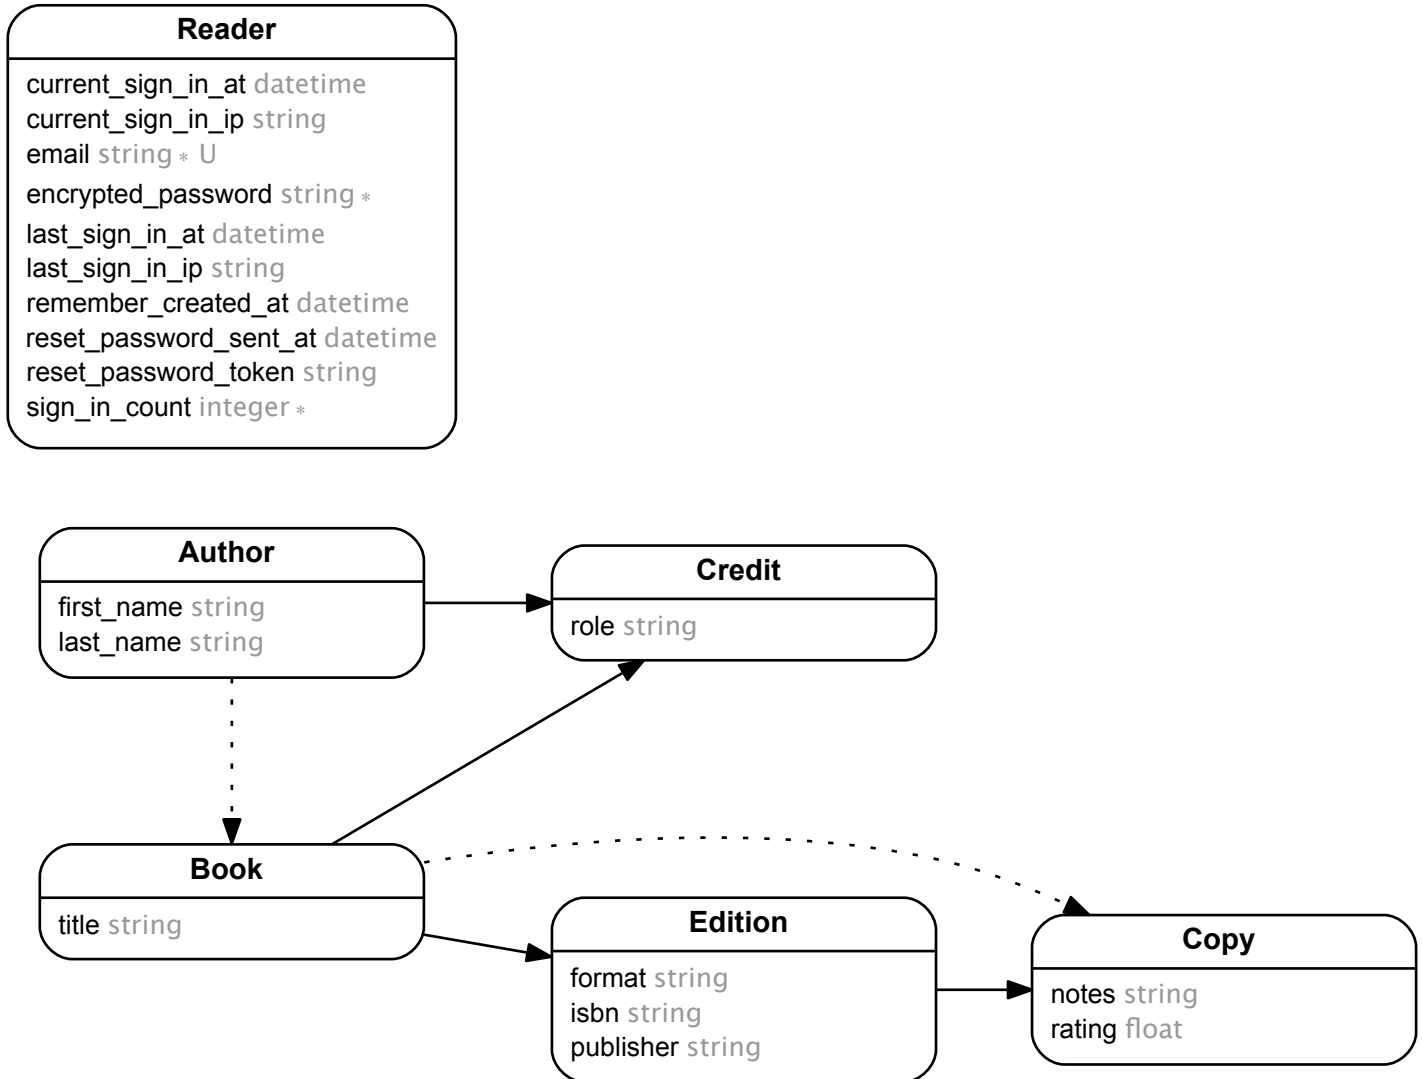 Reader
current_sign_in_at datetime
current_sign_in_ip string
email string * U
encrypted_password string *
last_sign_in_at datetime
last_sign_in_ip string
remember_created_at datetime
reset_password_sent_at datetime
reset_password_token string
sign_in_count integer *
Author
first_name string
last_name string
Credit
role string
Book
title string
Edition
format string
isbn string
publisher string
Copy
notes string
rating float